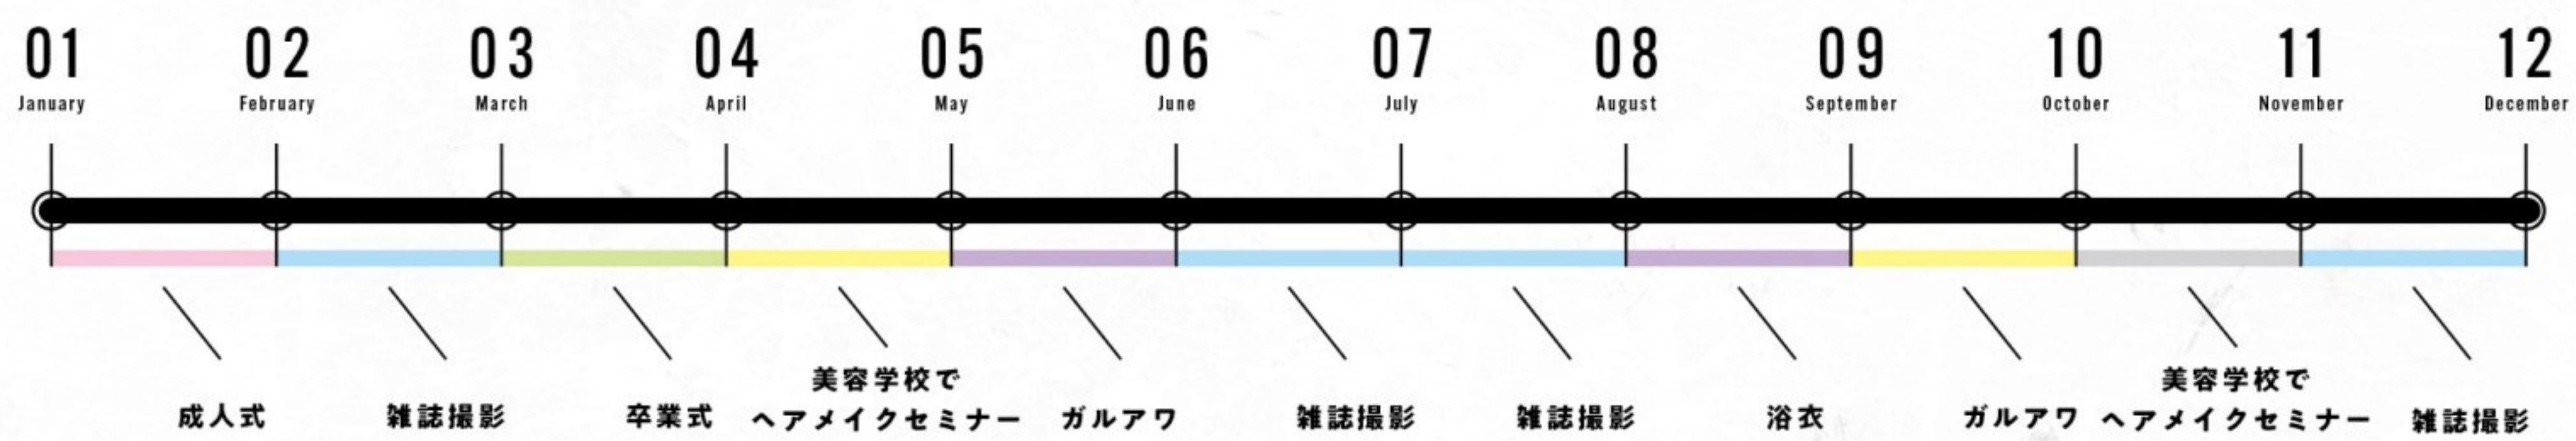 01 02 03 04 05 06 07 08 09 10 11 12
January February March April May June July August September October November December
美容学校で 美容学校で
成人式 雑誌撮影 卒業式 ヘアメイクセミナー ガルアワ 雑誌撮影 雑誌撮影 浴衣 ガルアワ ヘアメイクセミナー 雑誌撮影